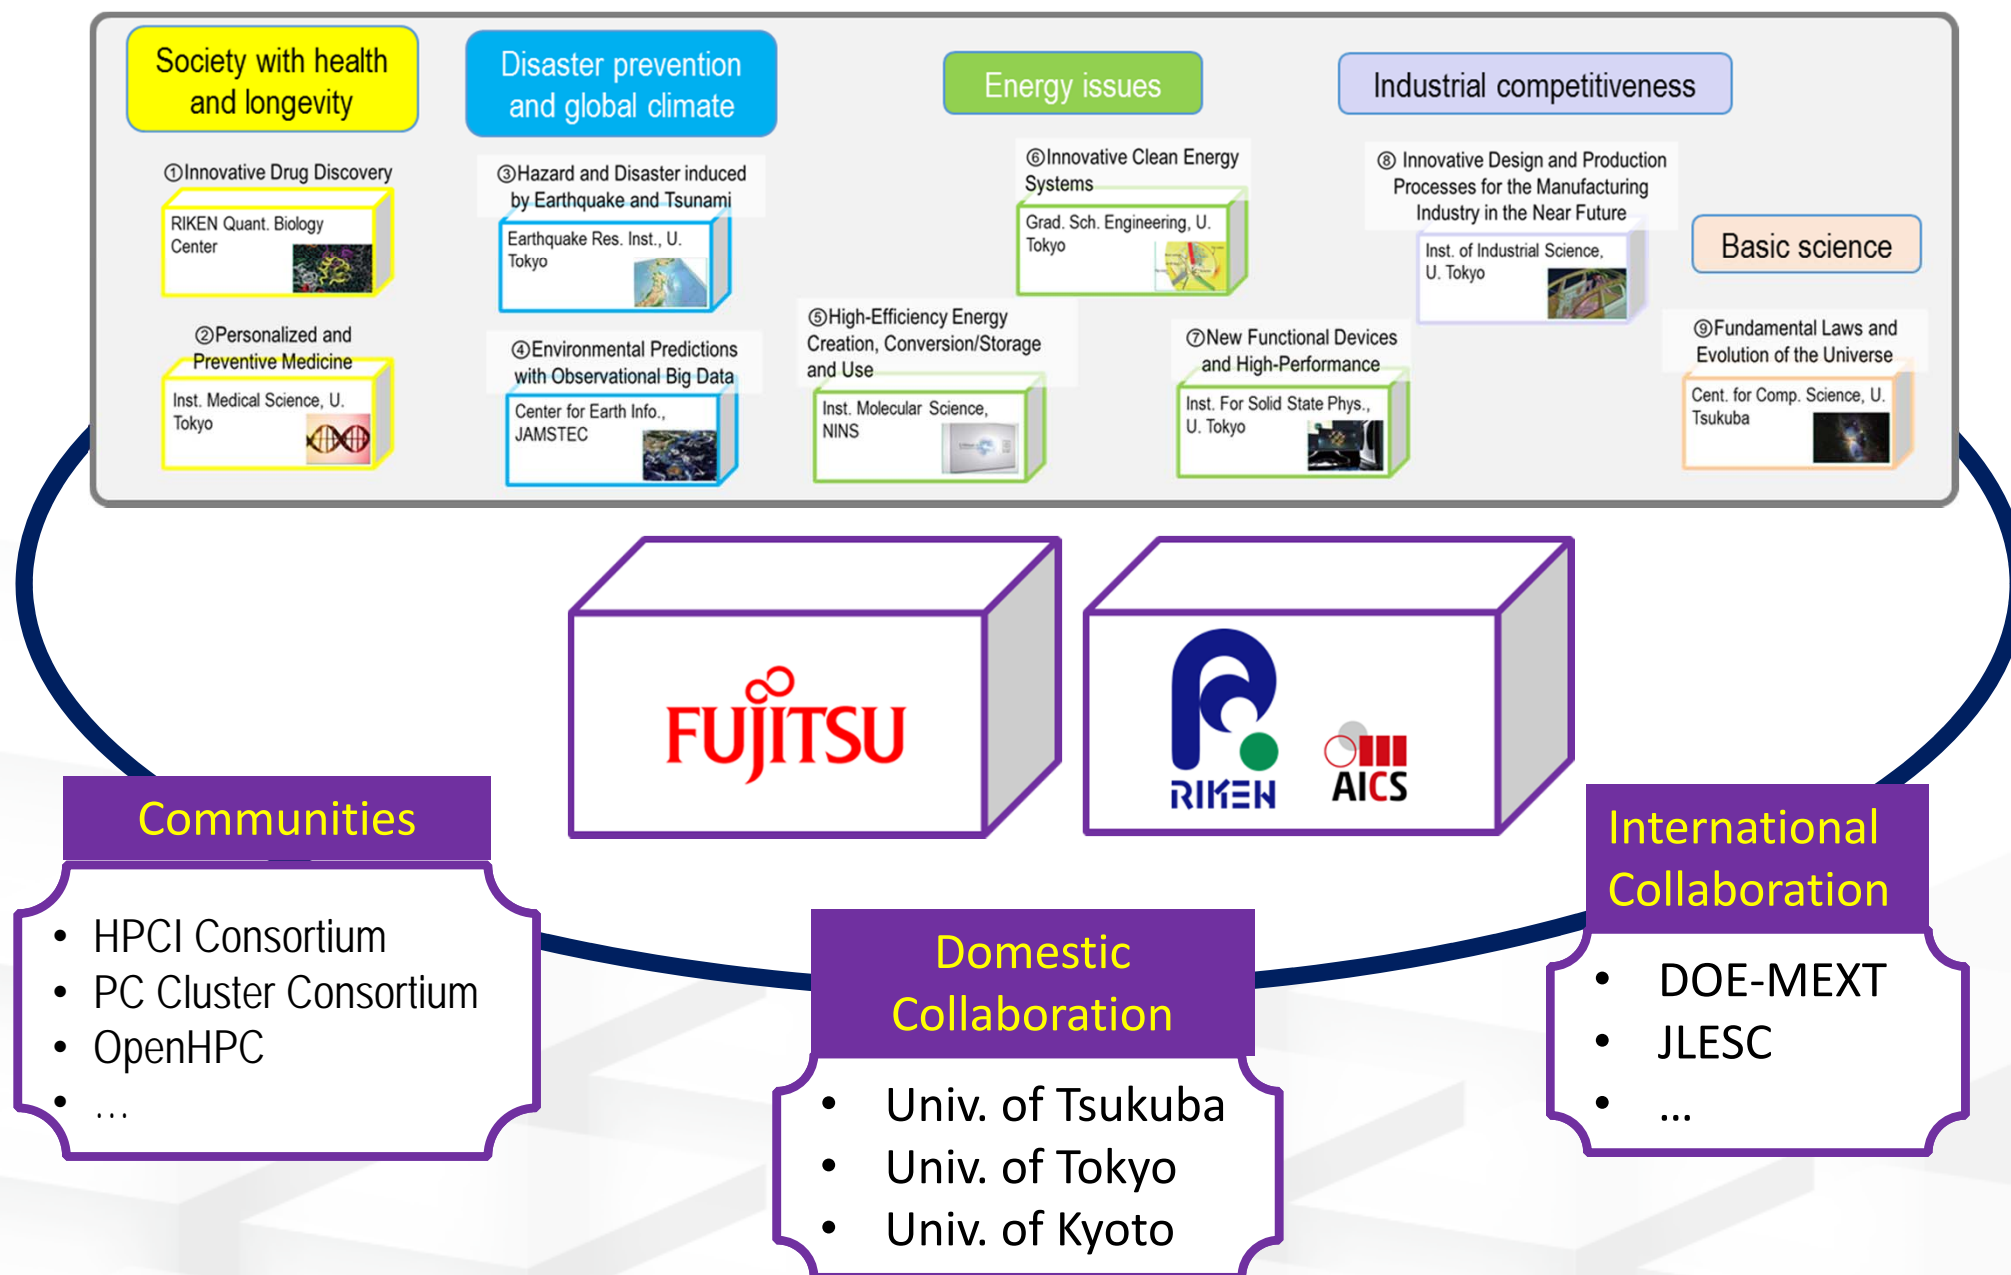 Society with health
and longevity
Disaster prevention
and global climate
Energy issues
Industrial competitiveness
Basic science
①Innovative Drug Discovery
RIKEN Quant. Biology
Center
②Personalized and
Preventive Medicine
Inst. Medical Science, U.
Tokyo
③Hazard and Disaster induced
by Earthquake and Tsunami
Earthquake Res. Inst., U.
Tokyo
④Environmental Predictions
with Observational Big Data
Center for Earth Info.,
JAMSTEC
⑤High-Efficiency Energy
Creation, Conversion/Storage
and Use
Inst. Molecular Science,
NINS
⑥Innovative Clean Energy
Systems
Grad. Sch. Engineering, U.
Tokyo
⑦New Functional Devices
and High-Performance
Inst. For Solid State Phys.,
U. Tokyo
⑧ Innovative Design and Production
Processes for the Manufacturing
Industry in the Near Future
Inst. of Industrial Science,
U. Tokyo
⑨Fundamental Laws and
Evolution of the Universe
Cent. for Comp. Science, U.
Tsukuba
FUJITSU
RIKEN
AICS
Communities
• HPCI Consortium
• PC Cluster Consortium
• OpenHPC
• …
Domestic
Collaboration
• Univ. of Tsukuba
• Univ. of Tokyo
• Univ. of Kyoto
International
Collaboration
• DOE-MEXT
• JLESC
• …